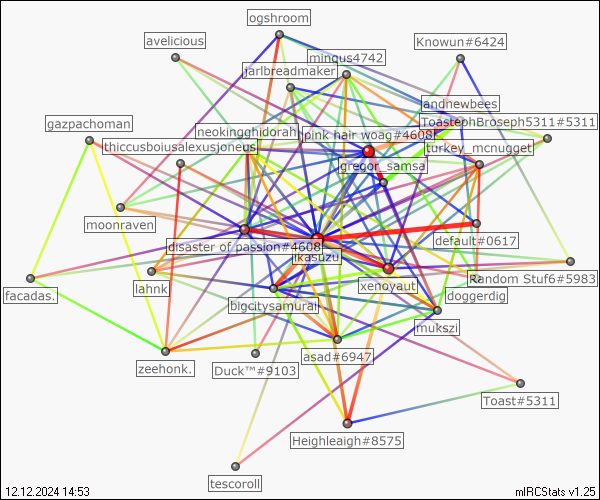 ogshroom
avelicious
Knowun#6424
mingus4742
jarlbreadmaker
landnewbees
gazpachoman
ToastephBroseph5311#5311
neokingghidorah
pink hair woag#4608
thiccusboiusalexusjoneus
turkey_mcnugget
gregor_samsa
moonraven
default#0617
disaster of passion#4608
ikasuzu
Random Stuf6#5983
facadas.
lahnk
xenoyaut
doggerdig
bigcitysamurai
mukszi
asad#6947
zeehonk.
Duck™#9103
Toast#5311
Heighleaigh#8575
tescoroll
12.12.2024 14:53
mIRCStats v1.25